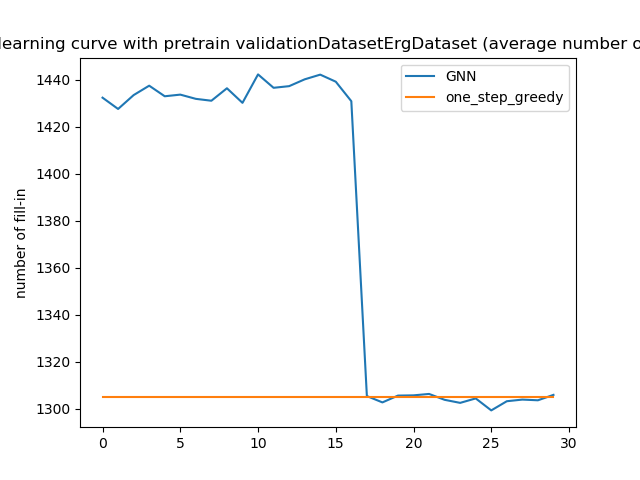 learning curve with pretrain validationDatasetErgDataset (average number o
GNN
one_step_greedy
number of fill-in
1440
1420
1400
1380
1360
1340
1320
1300
0 5 10 15 20 25 30